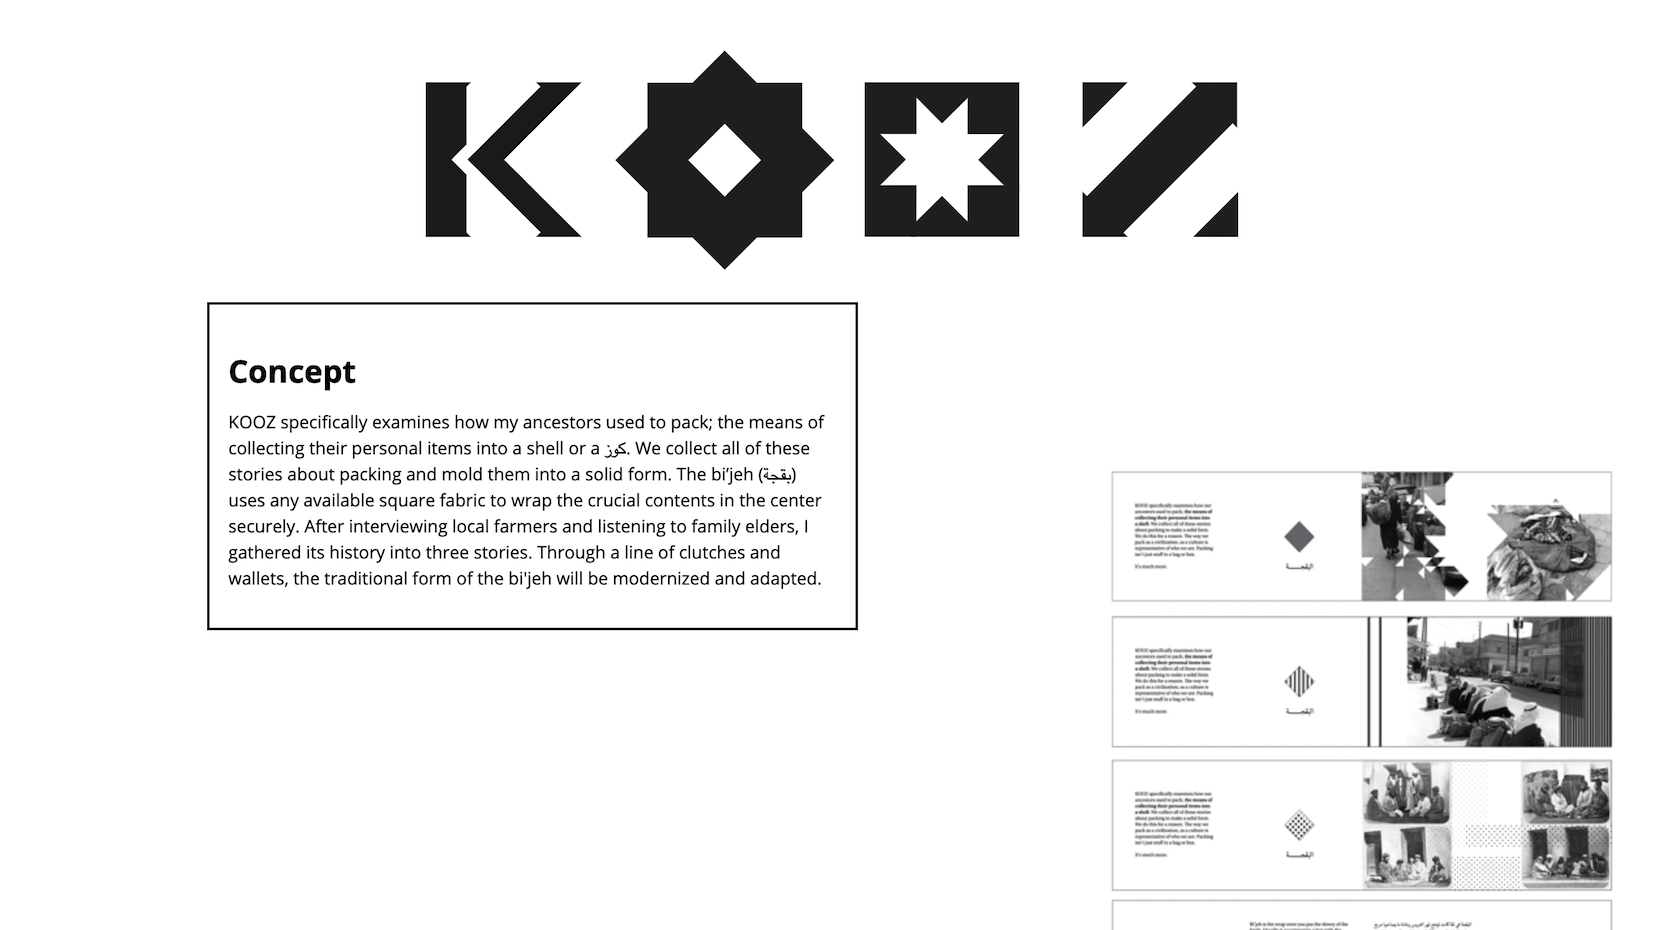 KOOZ
Concept
KOOZ specifically examines how my ancestors used to pack; the means of
collecting their personal items into a shell or a كوز. We collect all of these
stories about packing and mold them into a solid form. The bi’jeh (بقجة)
uses any available square fabric to wrap the crucial contents in the center
securely. After interviewing local farmers and listening to family elders, I
gathered its history into three stories. Through a line of clutches and
wallets, the traditional form of the bi'jeh will be modernized and adapted.
KOOZ specifically examines how our
ancestors used to pack; the means of
collecting their personal items into
a shell. We collect all of these stories
about packing to make a solid form.
We do this for a reason. The way we
pack as a civilization, as a culture is
representative of who we are. Packing
isn't just stuff in a bag or box.
It's much more.
البقجـــــة
KOOZ specifically examines how our
ancestors used to pack; the means of
collecting their personal items into
a shell. We collect all of these stories
about packing to make a solid form.
We do this for a reason. The way we
pack as a civilization, as a culture is
representative of who we are. Packing
isn't just stuff in a bag or box.
It's much more.
البقجـــــة
KOOZ specifically examines how our
ancestors used to pack; the means of
collecting their personal items into
a shell. We collect all of these stories
about packing to make a solid form.
We do this for a reason. The way we
pack as a civilization, as a culture is
representative of who we are. Packing
isn't just stuff in a bag or box.
It's much more.
البقجـــــة